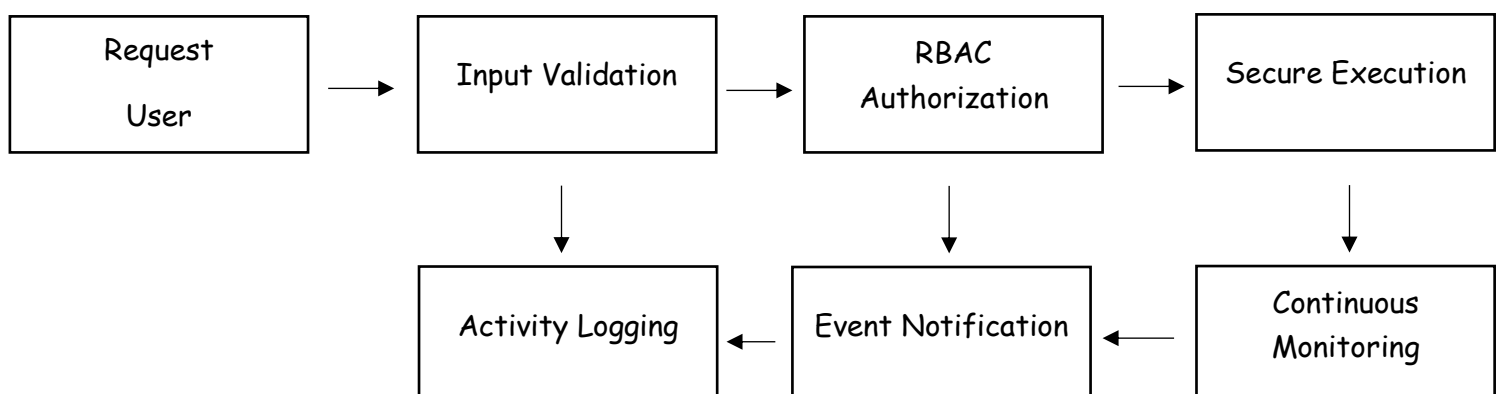 Request
User
Input Validation
RBAC
Authorization
Secure Execution
Activity Logging
Event Notification
Continuous
Monitoring